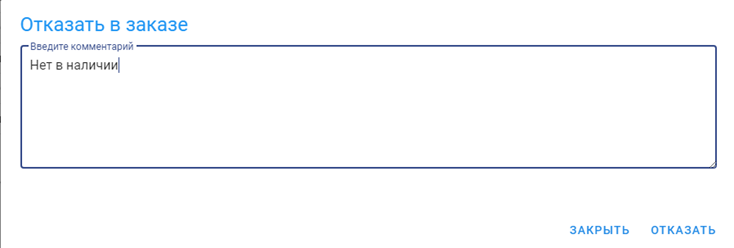 Отказать в заказе
Введите комментарий
Нет в наличии
ЗАКРЫТЬ ОТКАЗАТЬ